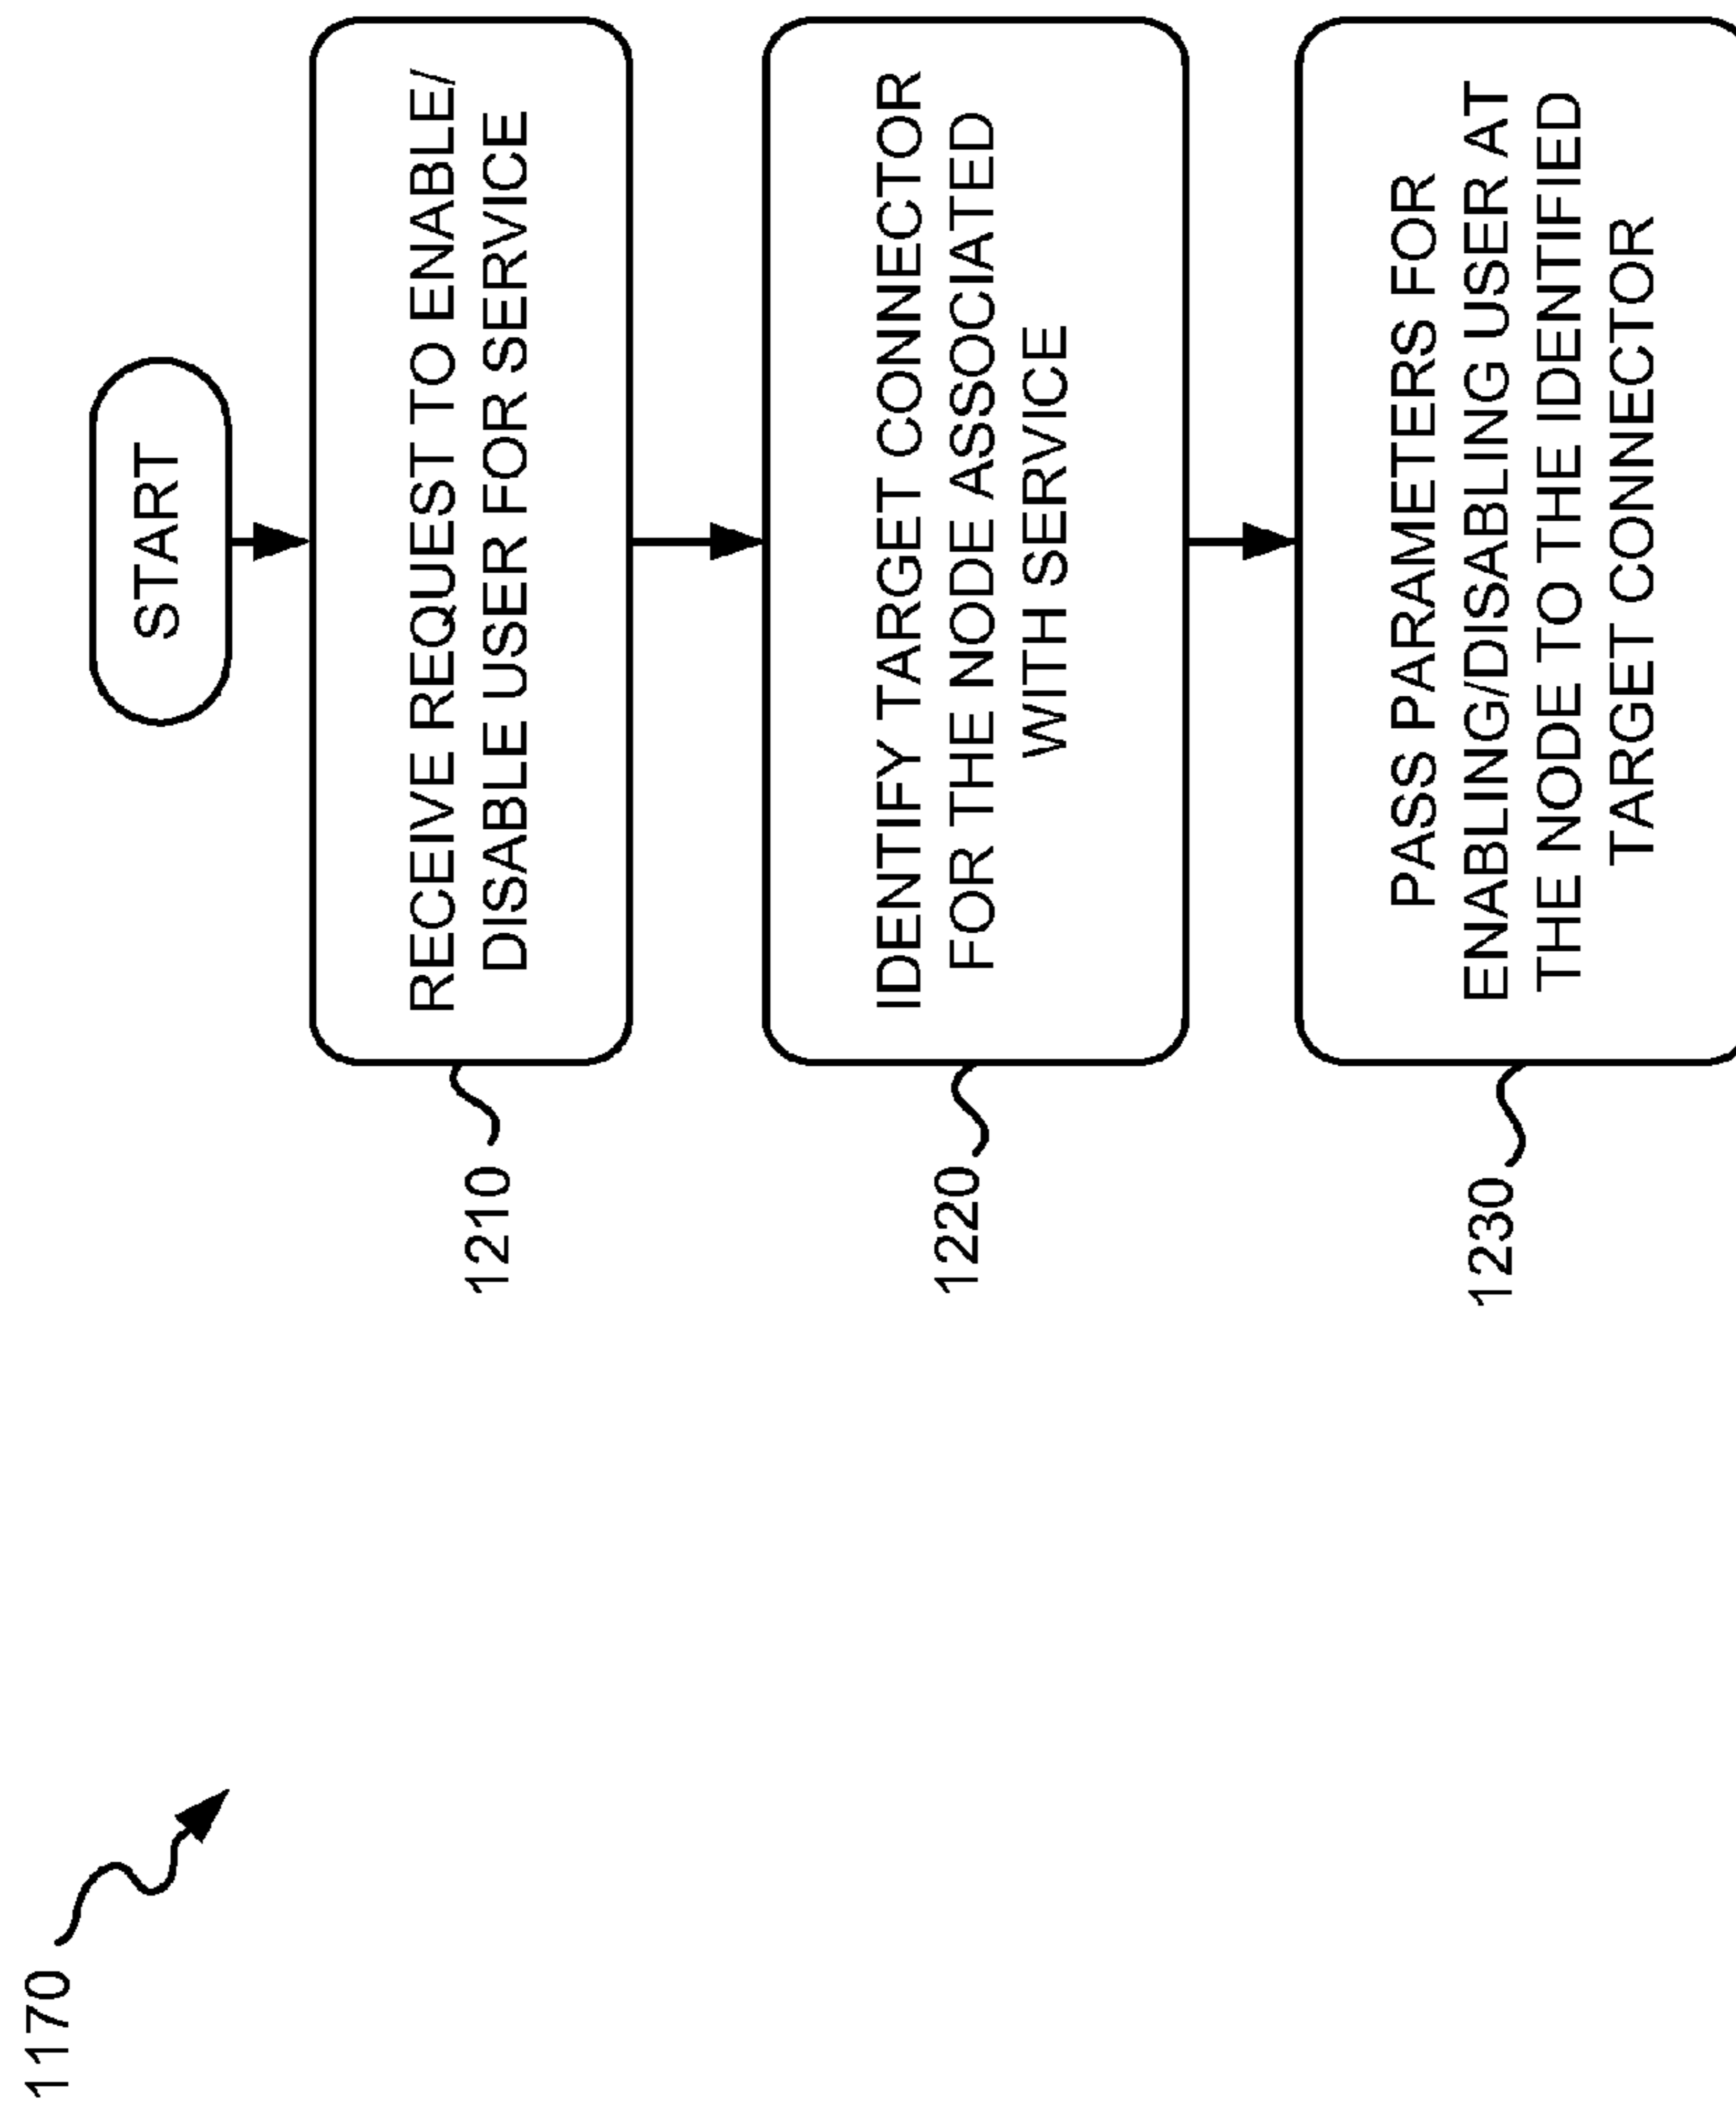 1170
START
RECEIVE REQUEST TO ENABLE/
DISABLE USER FOR SERVICE
1210
IDENTIFY TARGET CONNECTOR
FOR THE NODE ASSOCIATED
WITH SERVICE
1220
PASS PARAMETERS FOR
ENABLING/DISABLING USER AT
THE NODE TO THE IDENTIFIED
TARGET CONNECTOR
1230